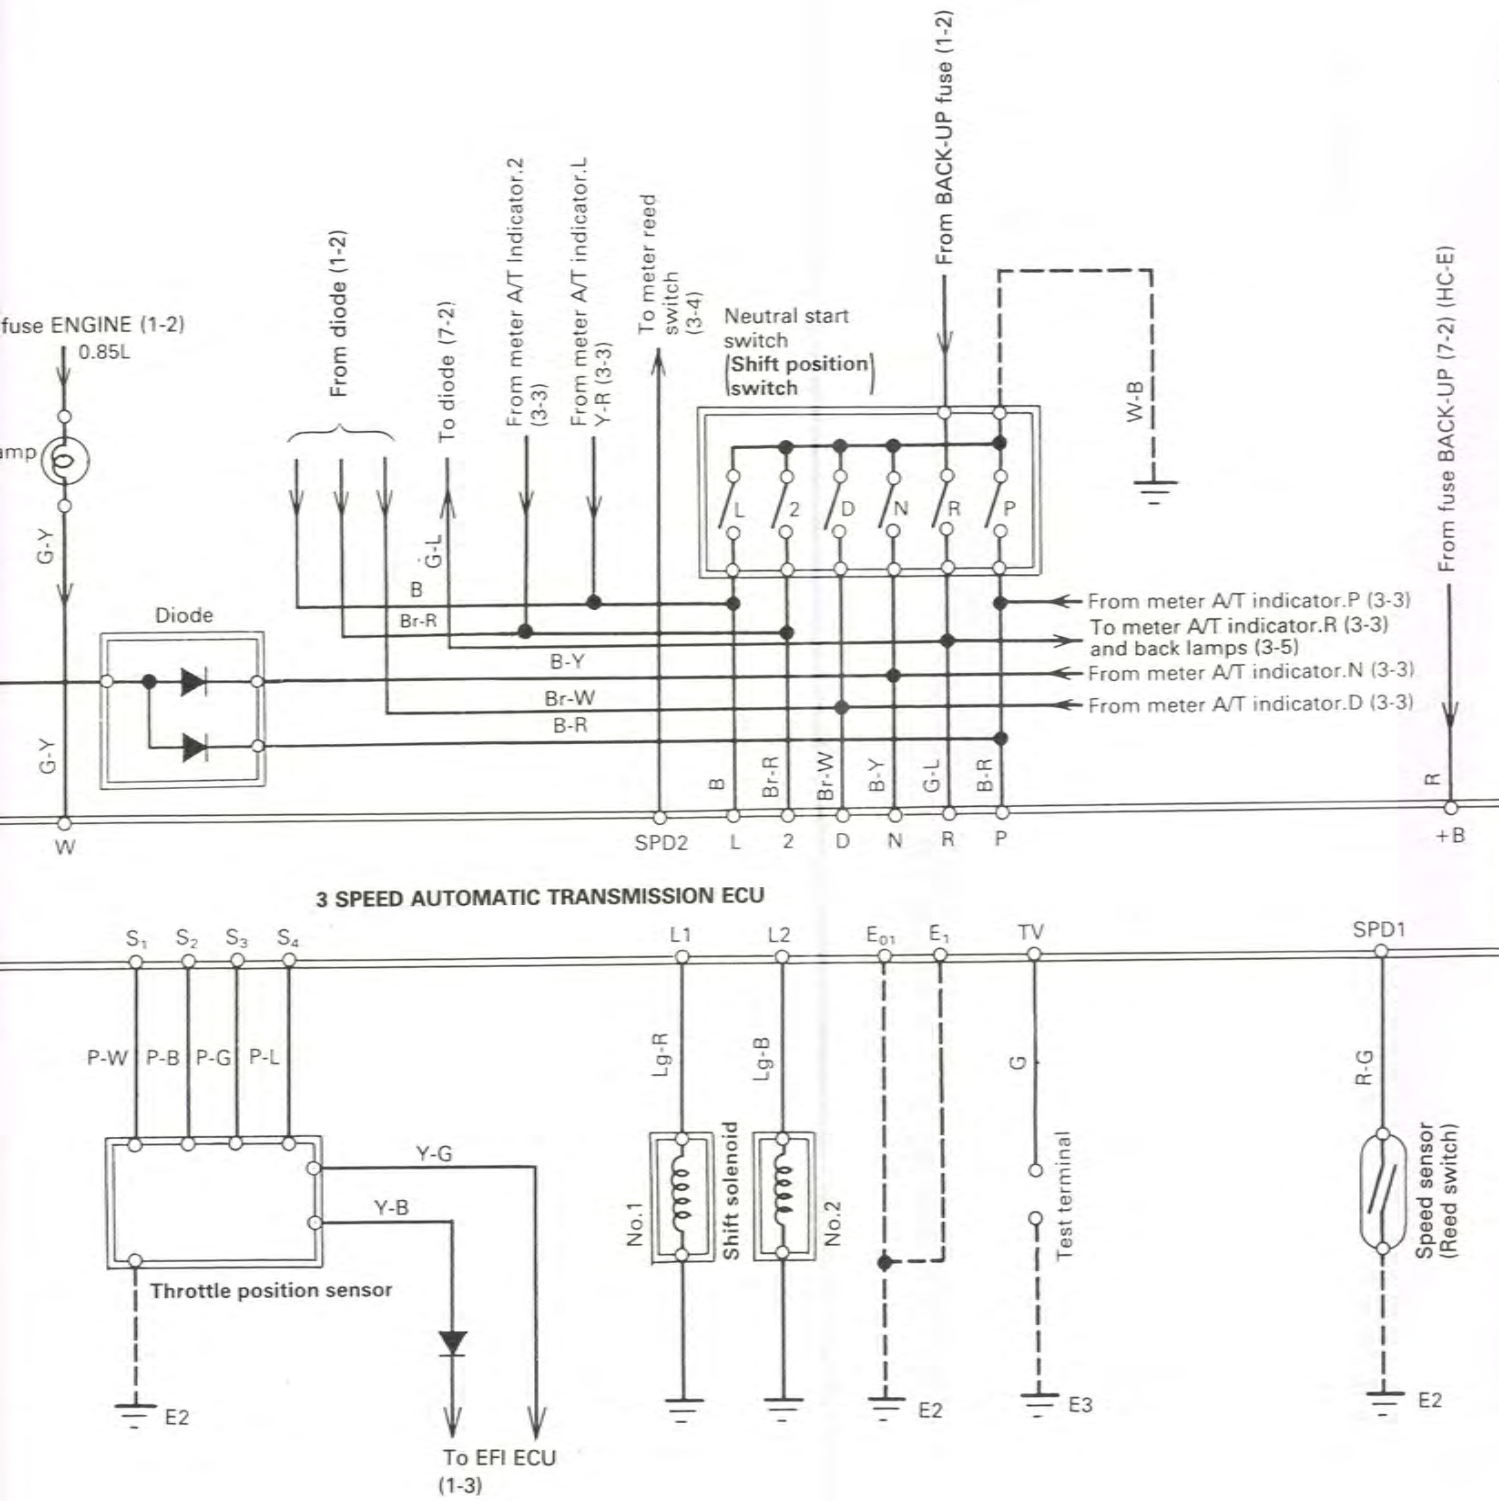 From BACK-UP fuse (1-2)
From meter A/T Indicator.2
(3-3)
From meter A/T indicator.L
Y-R (3-3)
To meter reed
switch
(3-4)
From diode (1-2)
To diode (7-2)
From fuse BACK-UP (7-2) (HC-E)
fuse ENGINE (1-2)
0.85L
amp
Neutral start
switch
(Shift position
switch)
W-B
L
2
D
N
R
P
G-Y
G-L
B
Br-R
B-Y
Br-W
B-R
Diode
From meter A/T indicator.P (3-3)
To meter A/T indicator.R (3-3)
and back lamps (3-5)
From meter A/T indicator.N (3-3)
From meter A/T indicator.D (3-3)
G-Y
B
Br-R
Br-W
B-Y
G-L
B-R
R
W
SPD2
L
2
D
N
R
P
+B
3 SPEED AUTOMATIC TRANSMISSION ECU
S1
S2
S3
S4
L1
L2
E01
E1
TV
SPD1
P-W
P-B
P-G
P-L
Lg-R
Lg-B
G
R-G
Y-G
Y-B
No.1
Shift solenoid
No.2
Test terminal
Speed sensor
(Reed switch)
Throttle position sensor
E2
E2
E3
E2
To EFI ECU
(1-3)